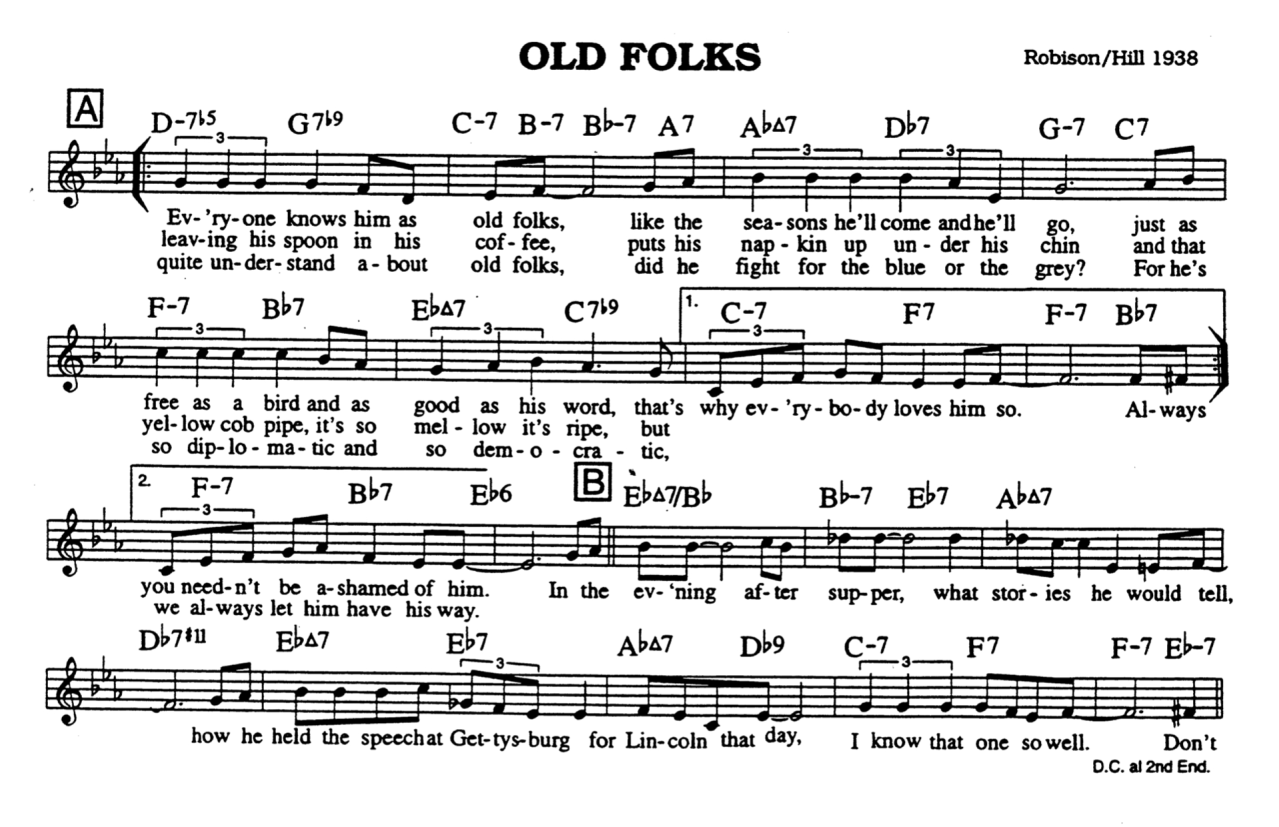 OLD FOLKS
Robison/Hill 1938
A
D-7♭5 G7♭9 C-7 B-7 B♭-7 A7 A♭Δ7 D♭7 G-7 C7
3 3 3
Ev-'ry-one knows him as old folks, like the sea-sons he'll come and he'll go, just as
leav-ing his spoon in his cof-fee, puts his nap-kin up un-der his chin and that
quite un-der-stand a-bout old folks, did he fight for the blue or the grey? For he's
F-7 B♭7 E♭Δ7 C7♭9 1. C-7 F7 F-7 B♭7
3 3 3
free as a bird and as good as his word, that's why ev-'ry-bo-dy loves him so. Al-ways
yel-low cob pipe, it's so mel-low it's ripe, but
so dip-lo-ma-tic and so dem-o-cra-tic,
2. F-7 B♭7 E♭6 B E♭Δ7/B♭ B♭-7 E♭7 A♭Δ7
3
you need-n't be a-shamed of him. In the ev-'ning af-ter sup-per, what stor-ies he would tell,
we al-ways let him have his way.
D♭7♯11 E♭Δ7 E♭7 A♭Δ7 D♭9 C-7 F7 F-7 E♭-7
3 3
how he held the speech at Get-tys-burg for Lin-coln that day, I know that one so well. Don't
D.C. al 2nd End.